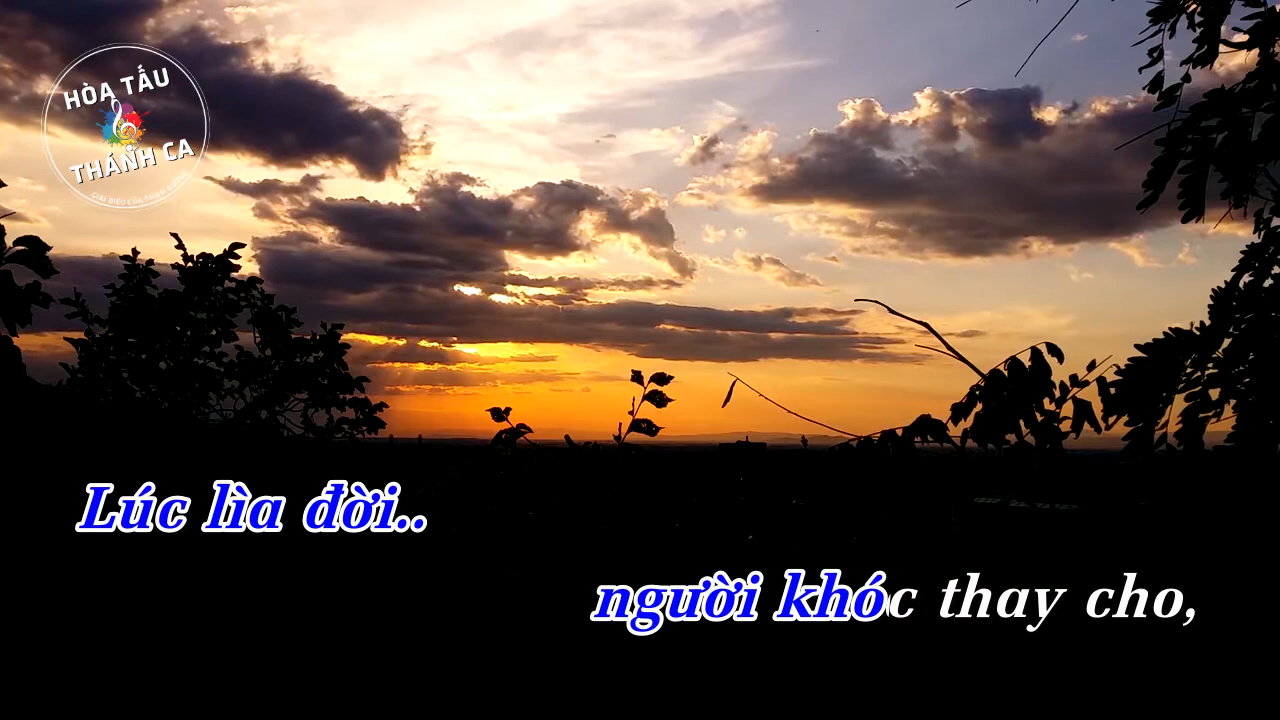 HÒA TẤU
THÁNH CA
Lúc lìa đời..
người khóc thay cho,